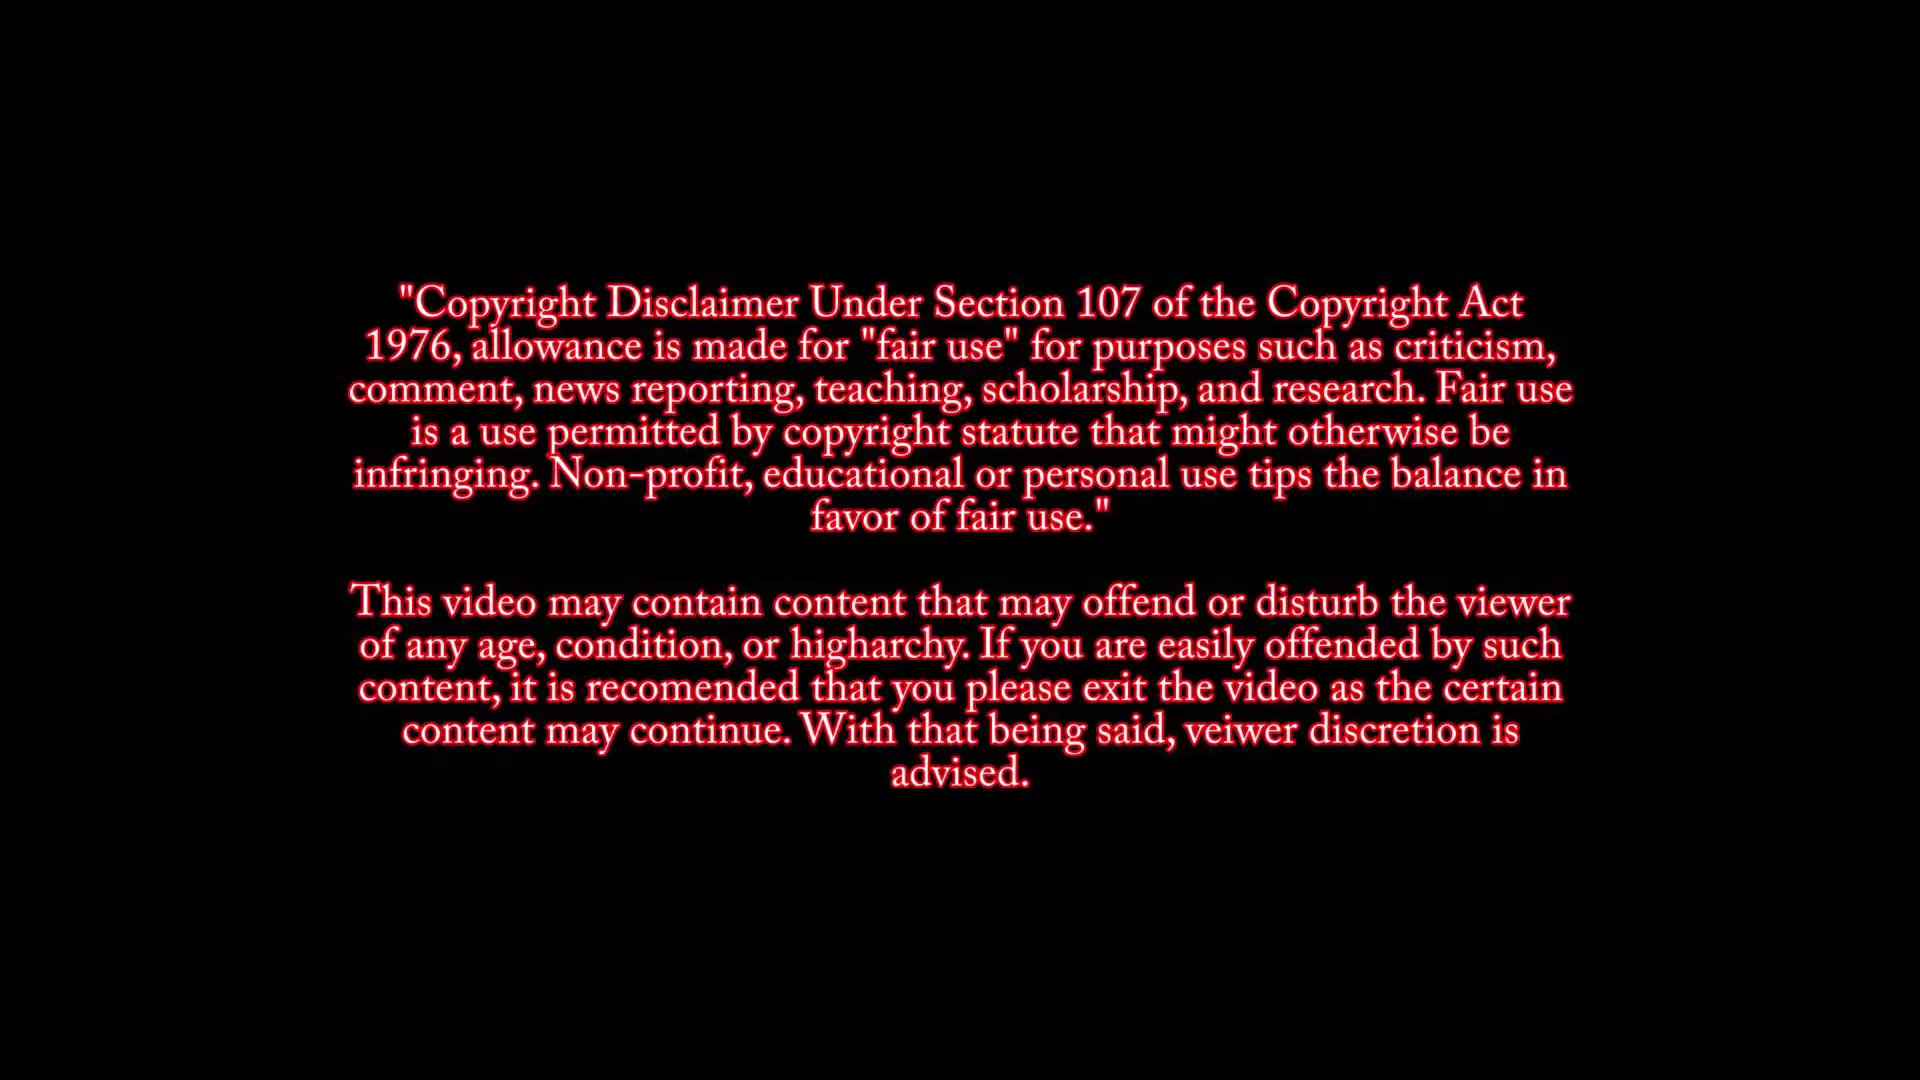 "Copyright Disclaimer Under Section 107 of the Copyright Act
1976, allowance is made for "fair use" for purposes such as criticism,
comment, news reporting, teaching, scholarship, and research. Fair use
is a use permitted by copyright statute that might otherwise be
infringing. Non-profit, educational or personal use tips the balance in
favor of fair use."
This video may contain content that may offend or disturb the viewer
of any age, condition, or higharchy. If you are easily offended by such
content, it is recomended that you please exit the video as the certain
content may continue. With that being said, veiwer discretion is
advised.